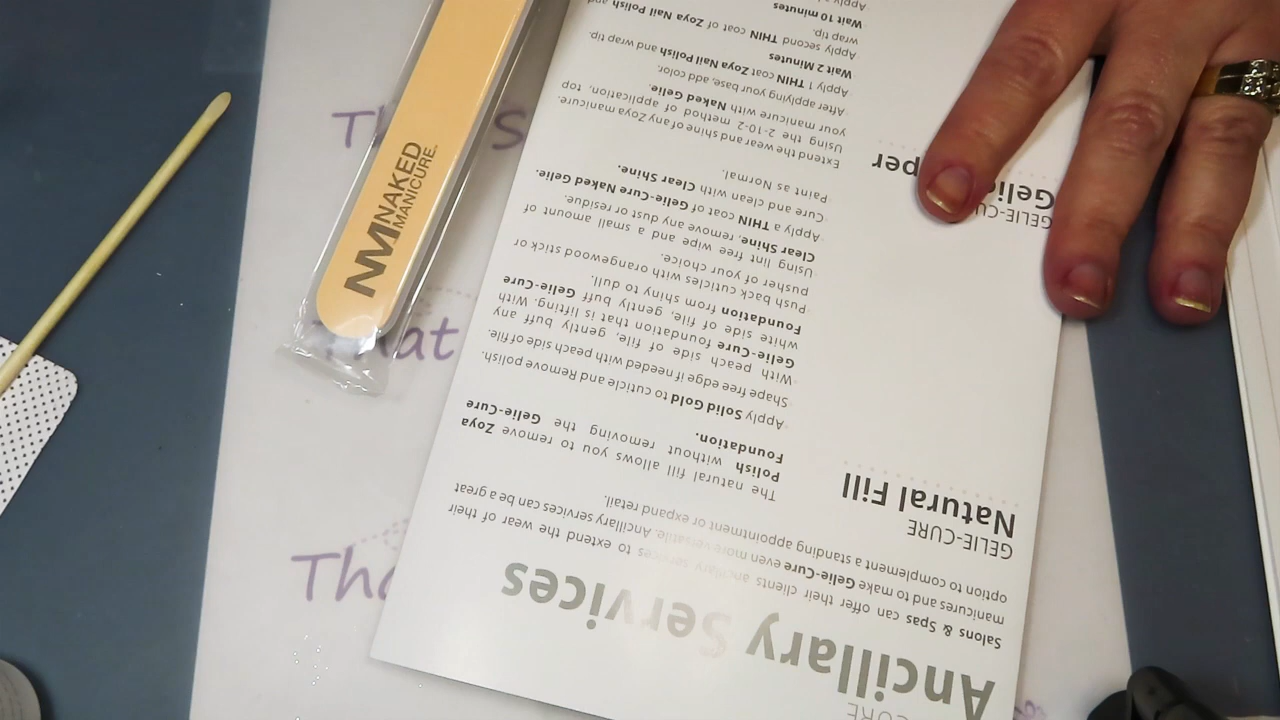 Ancillary Services
Salons & Spas can offer their clients ancillary services to extend the wear of their
manicures and to make Gelie-Cure even more versatile. Ancillary services can be a great
option to complement a standing appointment or expand retail.
GELIE-CURE
Natural Fill
The natural fill allows you to remove Zoya
Polish without removing the Gelie-Cure
Foundation.
Apply Solid Gold to cuticle and Remove polish.
Shape free edge if needed with peach side of file.
With peach side of file, gently buff any
Gelie-Cure foundation that is lifting. With
white side of file, gently buff Gelie-Cure
Foundation from shiny to dull.
Push back cuticles with orangewood stick or
pusher of your choice.
Using lint free wipe and a small amount of
Clear Shine, remove any dust or residue.
Apply a THIN coat of Gelie-Cure Naked Gelie.
Cure and clean with Clear Shine.
Paint as Normal.
GELIE-CU
Gelic
per
Extend the wear and shine of any Zoya manicure.
Using the 2-10-2 method of application, top
your manicure with Naked Gelie.
After applying your base, add color.
Apply 1 THIN coat Zoya Nail Polish and wrap tip.
Wait 2 Minutes
Apply second THIN coat of Zoya Nail Polish and
wrap tip.
Wait 10 minutes
NM NAKED
MANICURE.
That
Tha